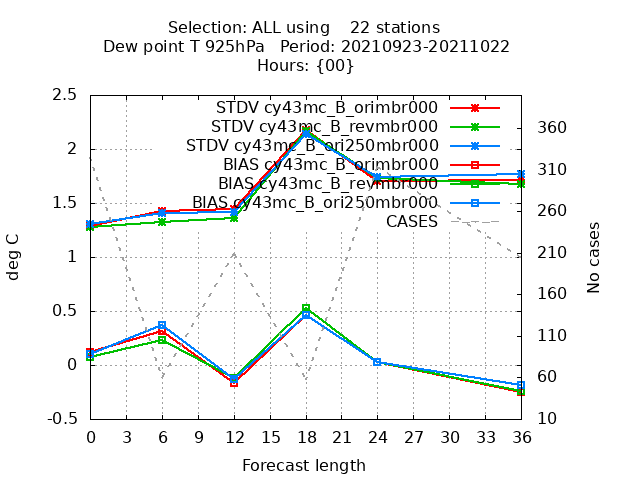 Selection: ALL using    22 stations
Dew point T 925hPa   Period: 20210923-20211022
Hours: {00}
STDV cy43mc_B_orimbr000
STDV cy43mc_B_revmbr000
STDV cy43mc_B_ori250mbr000
BIAS cy43mc_B_orimbr000
BIAS cy43mc_B_revmbr000
BIAS cy43mc_B_ori250mbr000
CASES
2.5
2
1.5
1
0.5
0
-0.5
deg C
360
310
260
210
160
110
60
10
No cases
0 3 6 9 12 15 18 21 24 27 30 33 36
Forecast length